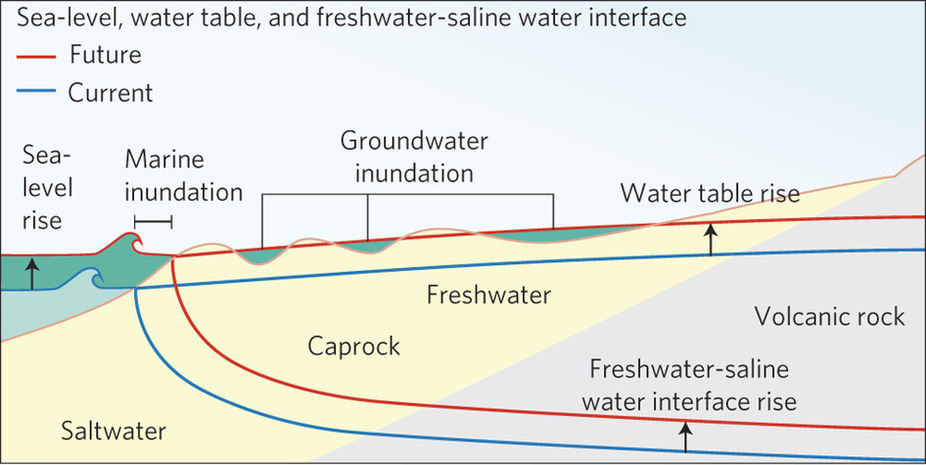 Sea-level, water table, and freshwater-saline water interface
Future
Current
Sea-
level
rise
Marine
inundation
Groundwater
inundation
Water table rise
Freshwater
Volcanic rock
Caprock
Freshwater-saline
water interface rise
Saltwater